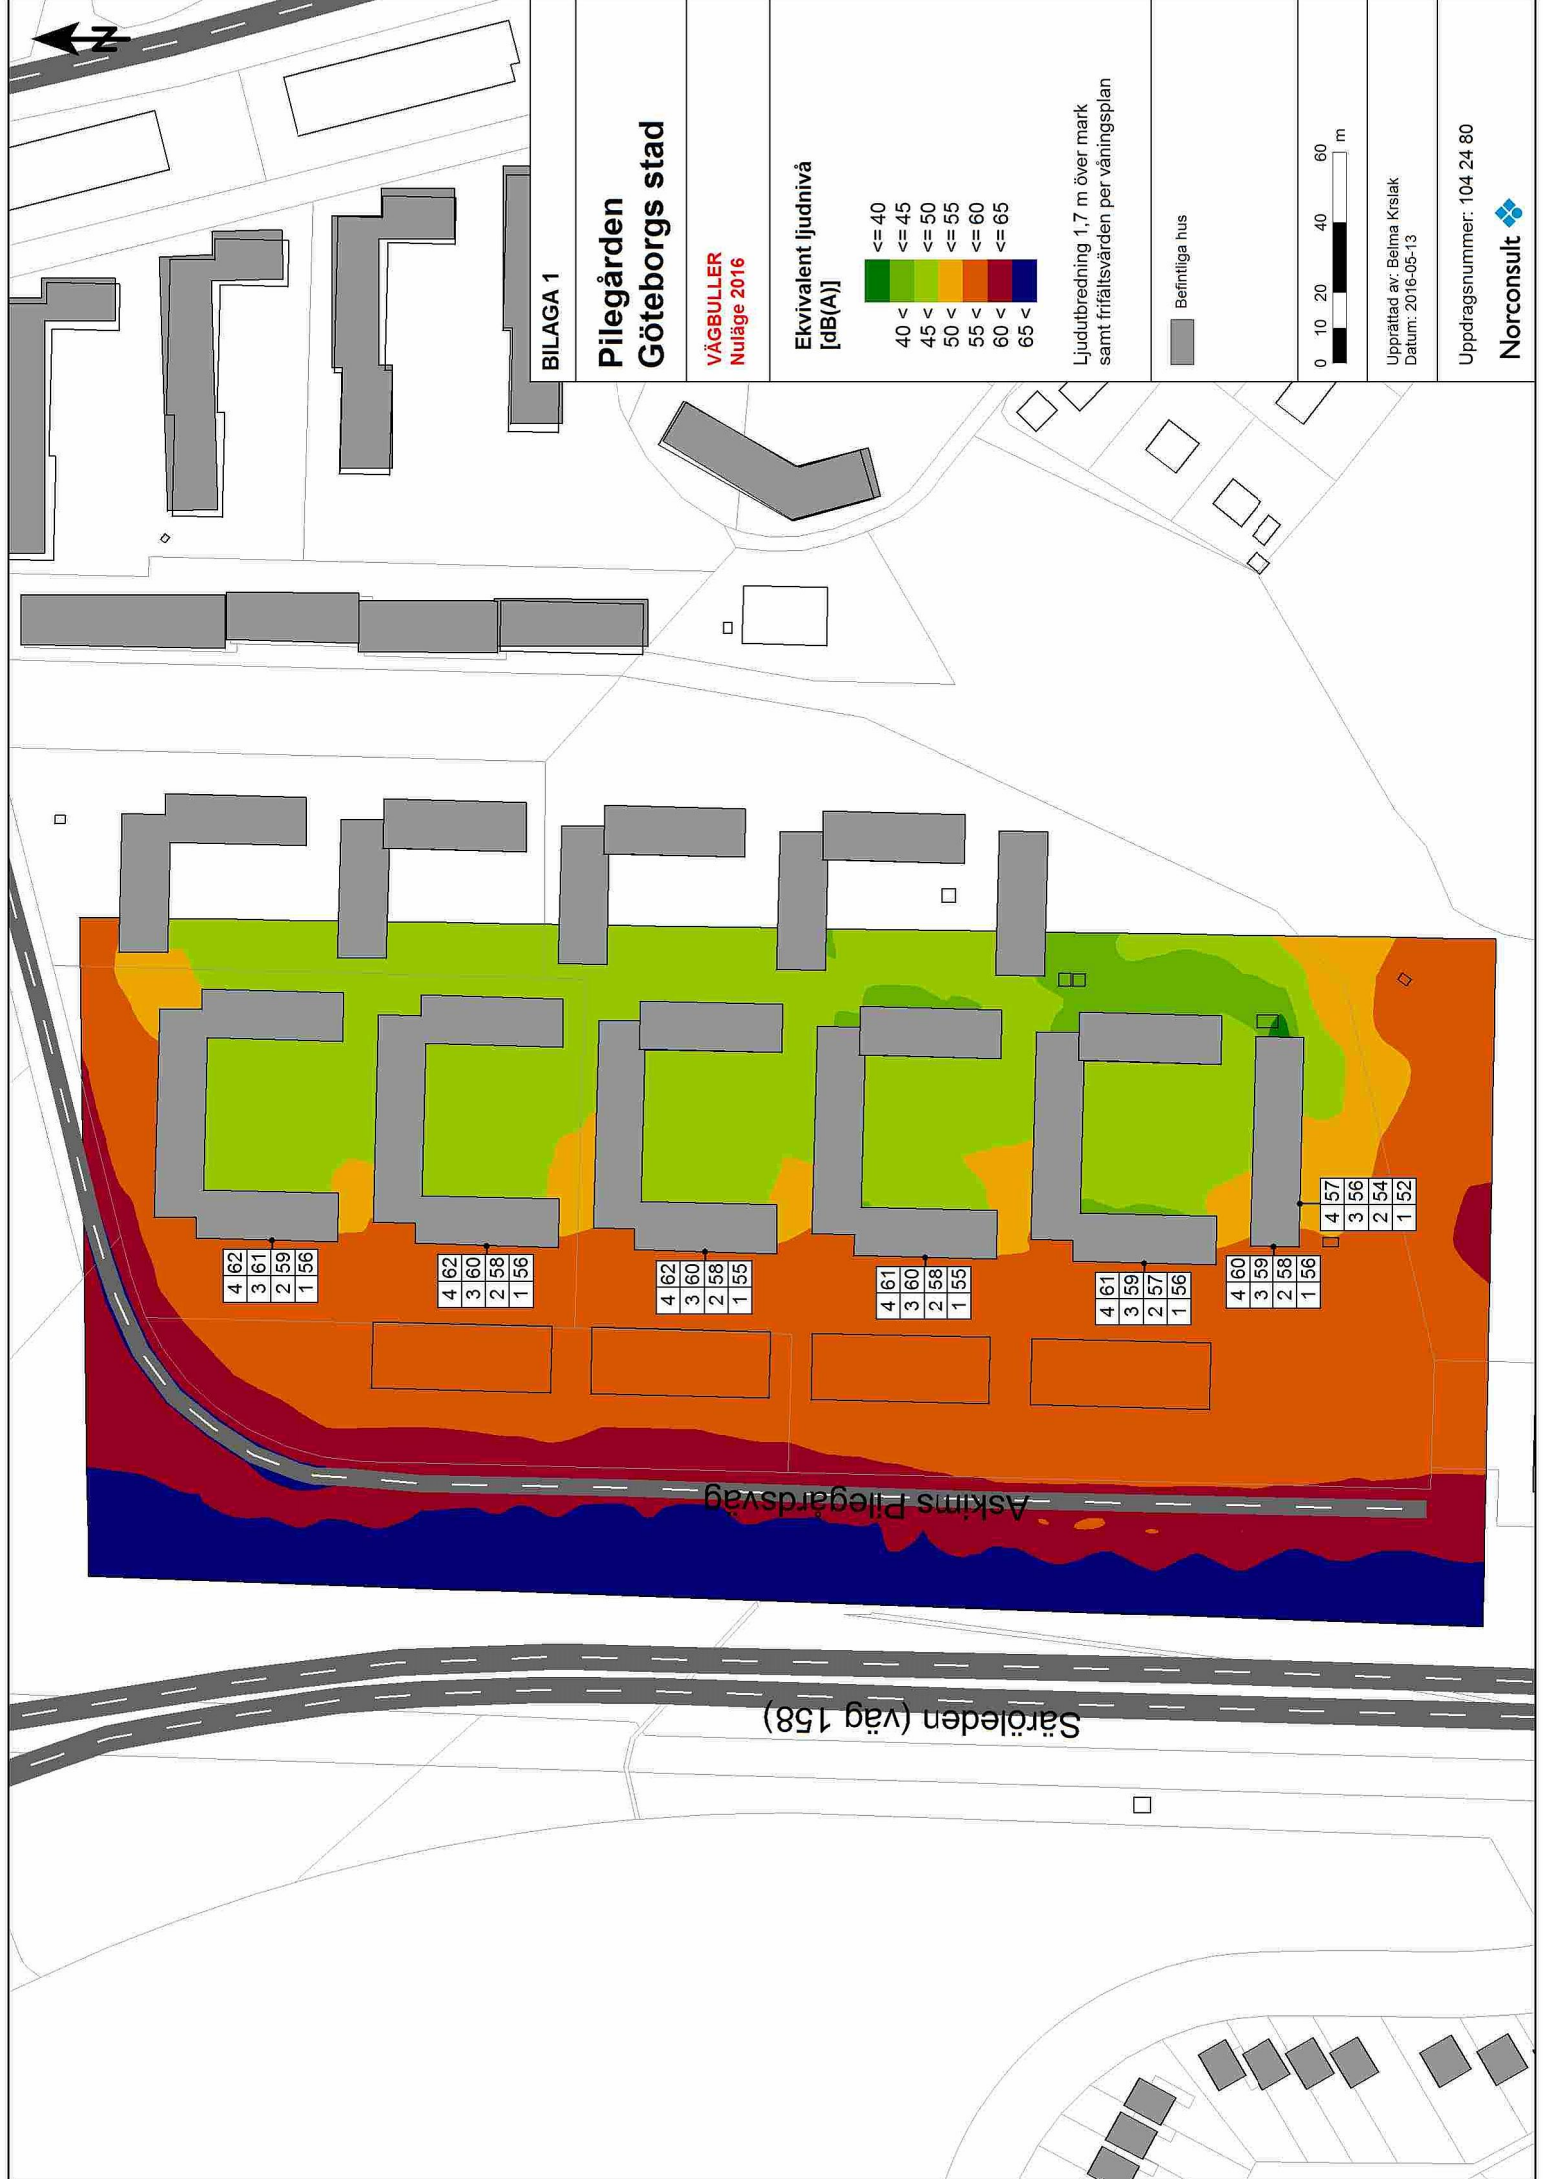 N
BILAGA 1
Pilegården
Göteborgs stad
VÄGBULLER
Nuläge 2016
Ekvivalent ljudnivå
[dB(A)]
<= 40
40 < <= 45
45 < <= 50
50 < <= 55
55 < <= 60
60 < <= 65
65 <
Ljudutbredning 1,7 m över mark
samt frifältsvärden per våningsplan
Befintliga hus
0 10 20 40 60
m
Upprättad av: Belma Krslak
Datum: 2016-05-13
Uppdragsnummer: 104 24 80
Norconsult
4 62
3 61
2 59
1 56
4 62
3 60
2 58
1 56
4 62
3 60
2 58
1 55
4 61
3 60
2 58
1 55
4 61
3 59
2 57
1 56
4 60
3 59
2 58
1 56
4 57
3 56
2 54
1 52
Askims Pilegårdsväg
Säröleden (väg 158)